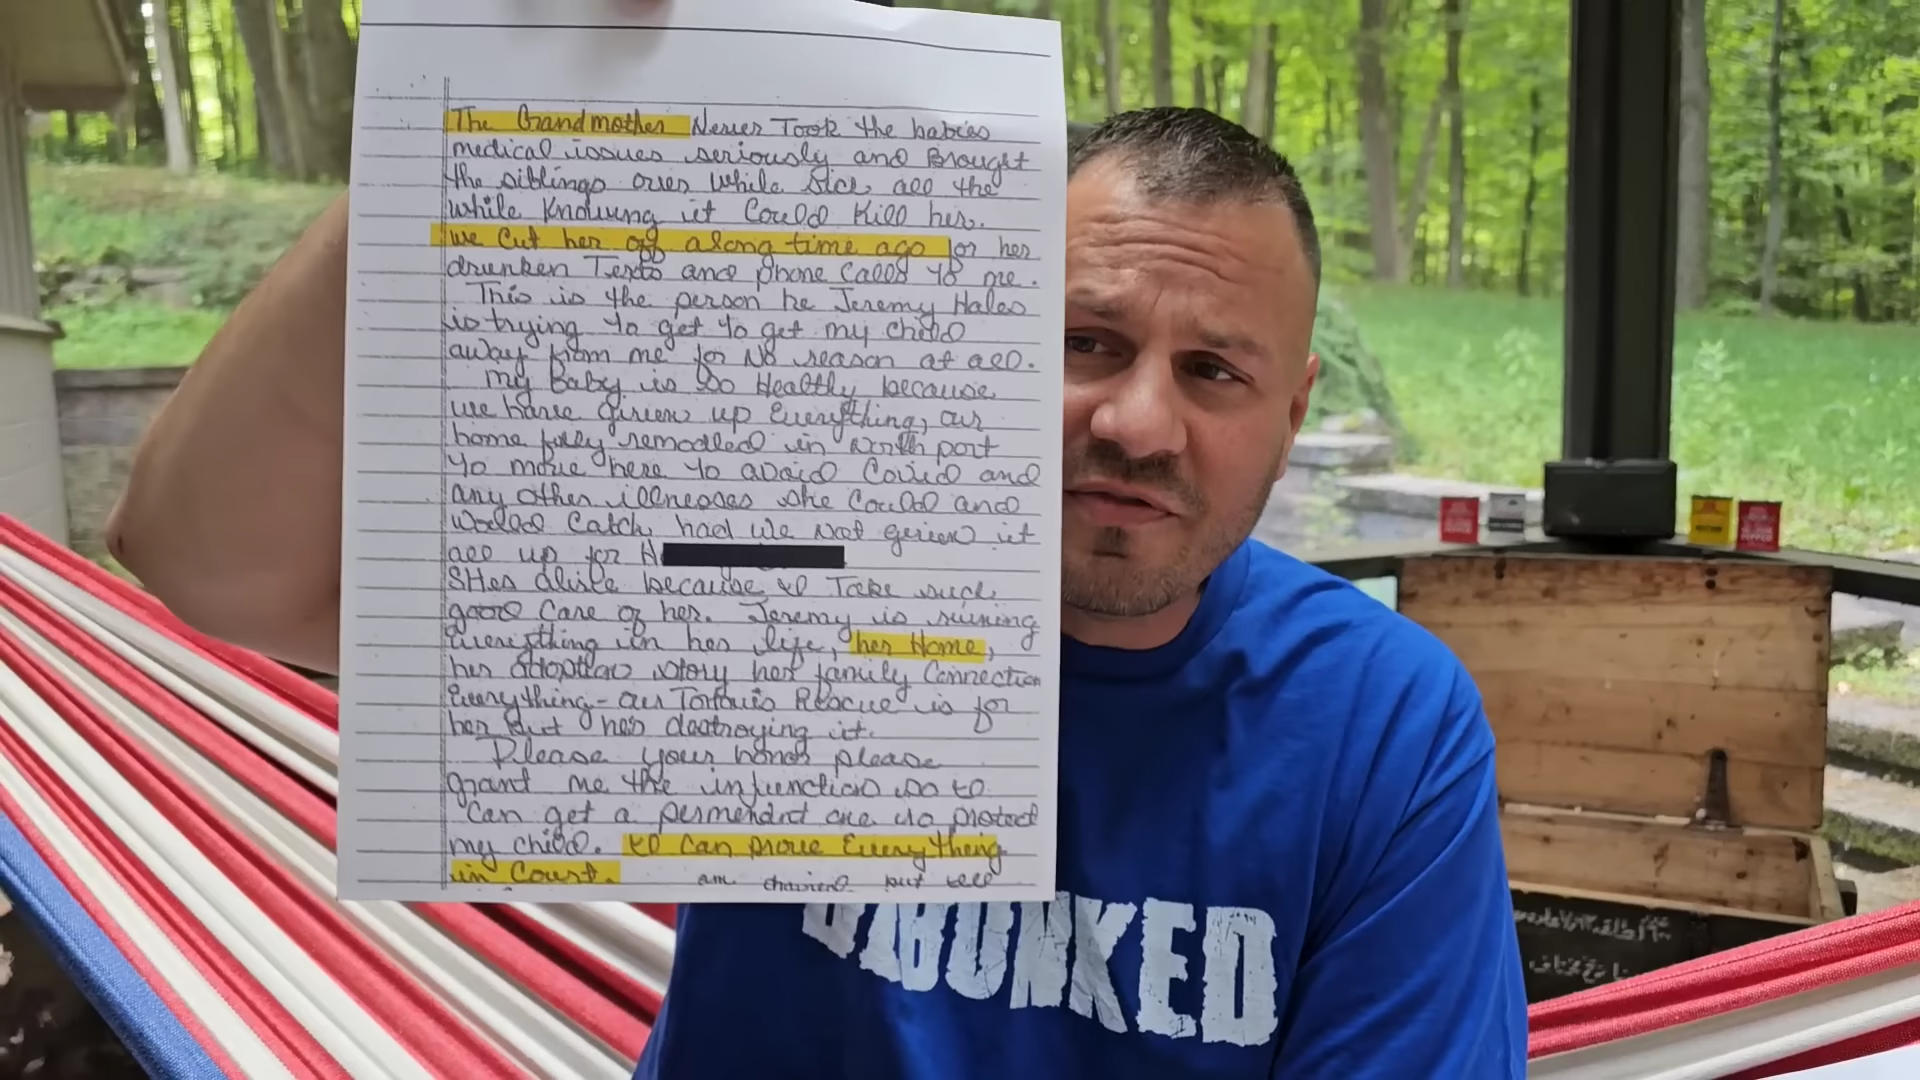 The Grandmother Never Took the babies
medical issues seriously and Brought
the siblings over while sick, all the
while Knowing it Could Kill her.
we Cut her off along time ago for her
drunken Texts and phone Calls to me.
This is the person he Jeremy Hales
is trying to get to get my child
away from me for No reason at all.
my Baby is So Healthy because
we have given up Everything, our
home fully remodled in North port
to move here to avoid Covid and
any other illnesses she Could and
would Catch, had we not given it
all up for H
SHes alive because I Take such
good Care of her. Jeremy is ruining
everything in her life, her Home,
her adoption story her family Connection
Everything - our Tortois Rescue is for
her but he's destroying it.
Please your honor please
grant me the injunction so I
Can get a permendnt one to protect
my child. I Can prove Everything
in Court. am but
DEBUNKED